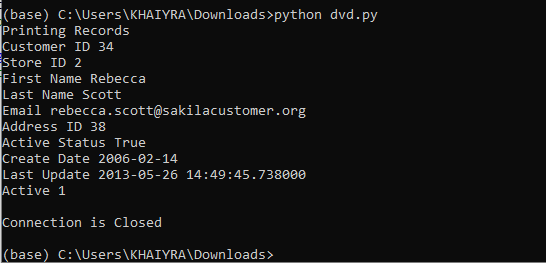 (base) C:\Users\KHAIYRA\Downloads>python dvd.py
Printing Records
Customer ID 34
Store ID 2
First Name Rebecca
Last Name Scott
Email rebecca.scott@sakilacustomer.org
Address ID 38
Active Status True
Create Date 2006-02-14
Last Update 2013-05-26 14:49:45.738000
Active 1
Connection is Closed
(base) C:\Users\KHAIYRA\Downloads>